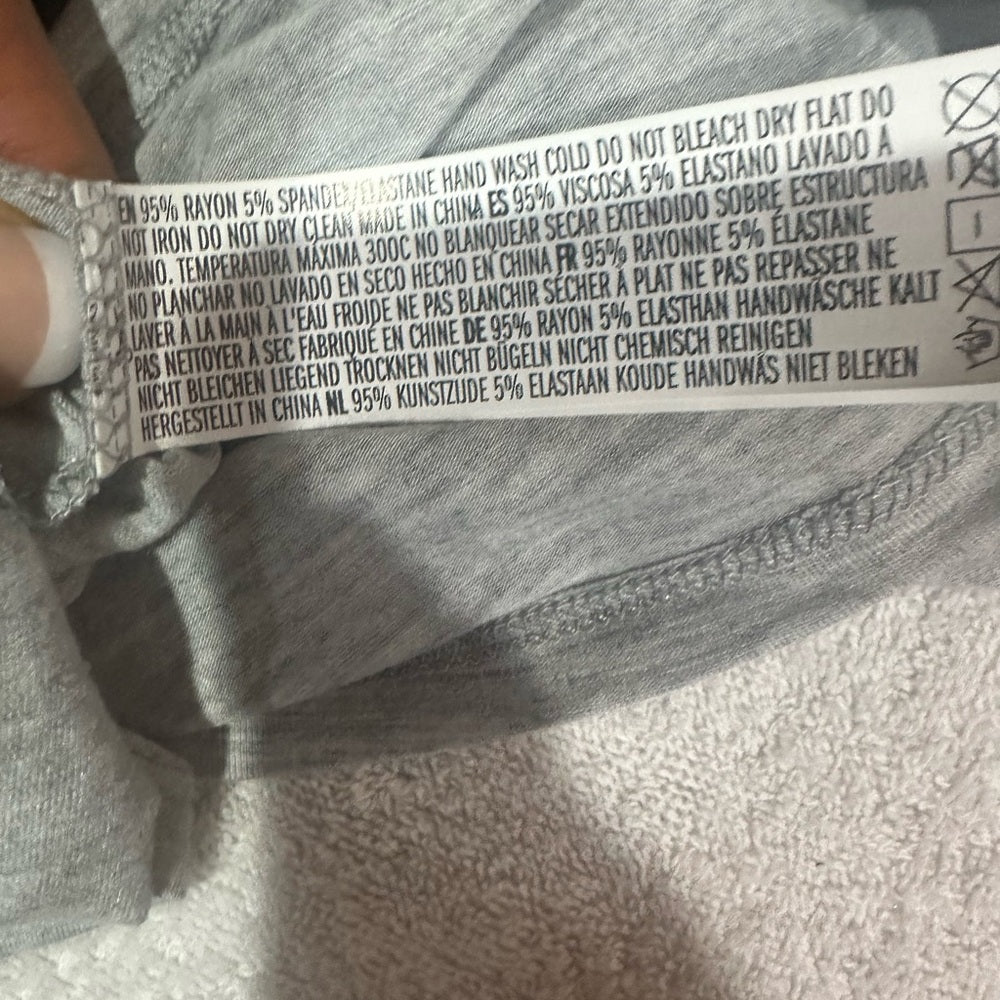 EN 95% RAYON 5% SPANDEX/ELASTANE HAND WASH COLD DO NOT BLEACH DRY FLAT DO
NOT IRON DO NOT DRY CLEAN MADE IN CHINA ES 95% VISCOSA 5% ELASTANO LAVADO A
MANO. TEMPERATURA MÁXIMA 300C NO BLANQUEAR SECAR EXTENDIDO SOBRE ESTRUCTURA
NO PLANCHAR NO LAVADO EN SECO HECHO EN CHINA FR 95% RAYONNE 5% ÉLASTANE
LAVER À LA MAIN À L'EAU FROIDE NE PAS BLANCHIR SÉCHER À PLAT NE PAS REPASSER NE
PAS NETTOYER À SEC FABRIQUÉ EN CHINE DE 95% RAYON 5% ELASTHAN HANDWÄSCHE KALT
NICHT BLEICHEN LIEGEND TROCKNEN NICHT BÜGELN NICHT CHEMISCH REINIGEN
HERGESTELLT IN CHINA NL 95% KUNSTZIJDE 5% ELASTAAN KOUDE HANDWAS NIET BLEKEN